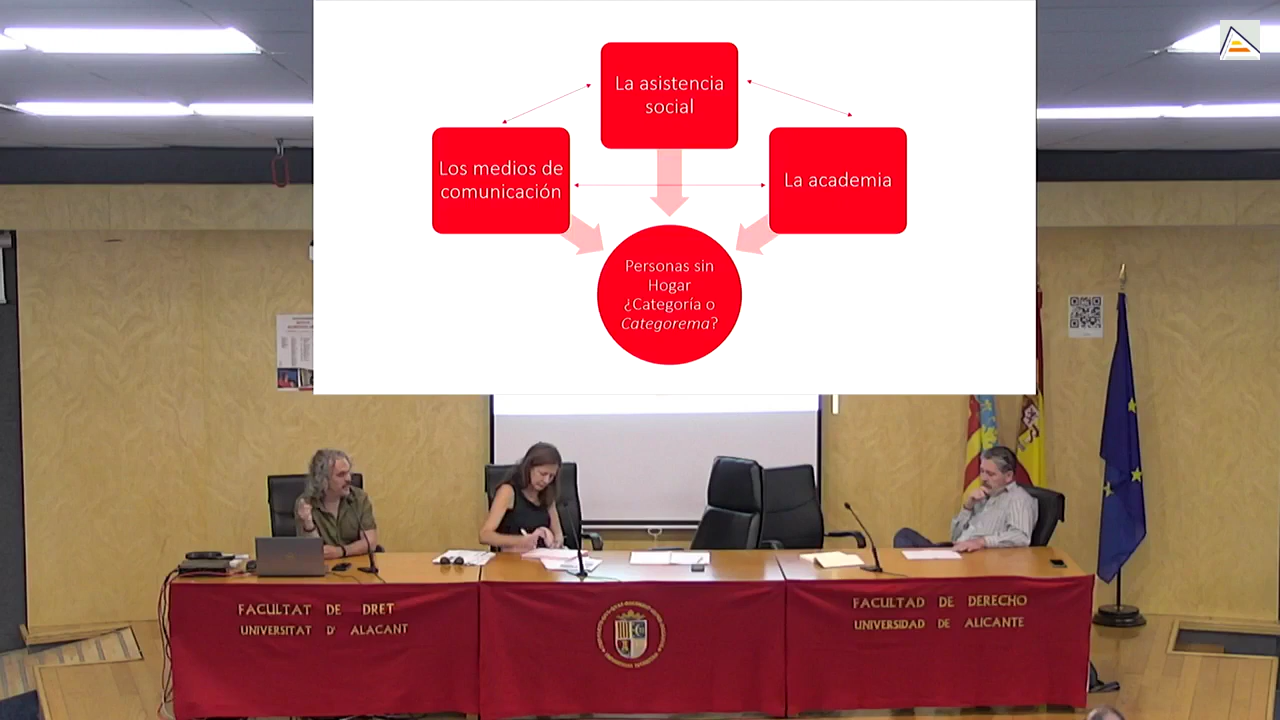 La asistencia
social
Los medios de
comunicación
La academia
Personas sin
Hogar
¿Categoría o
Categorema?
FACULTAT DE DRET
UNIVERSITAT D' ALACANT
FACULTAD DE DERECHO
UNIVERSIDAD DE ALICANTE